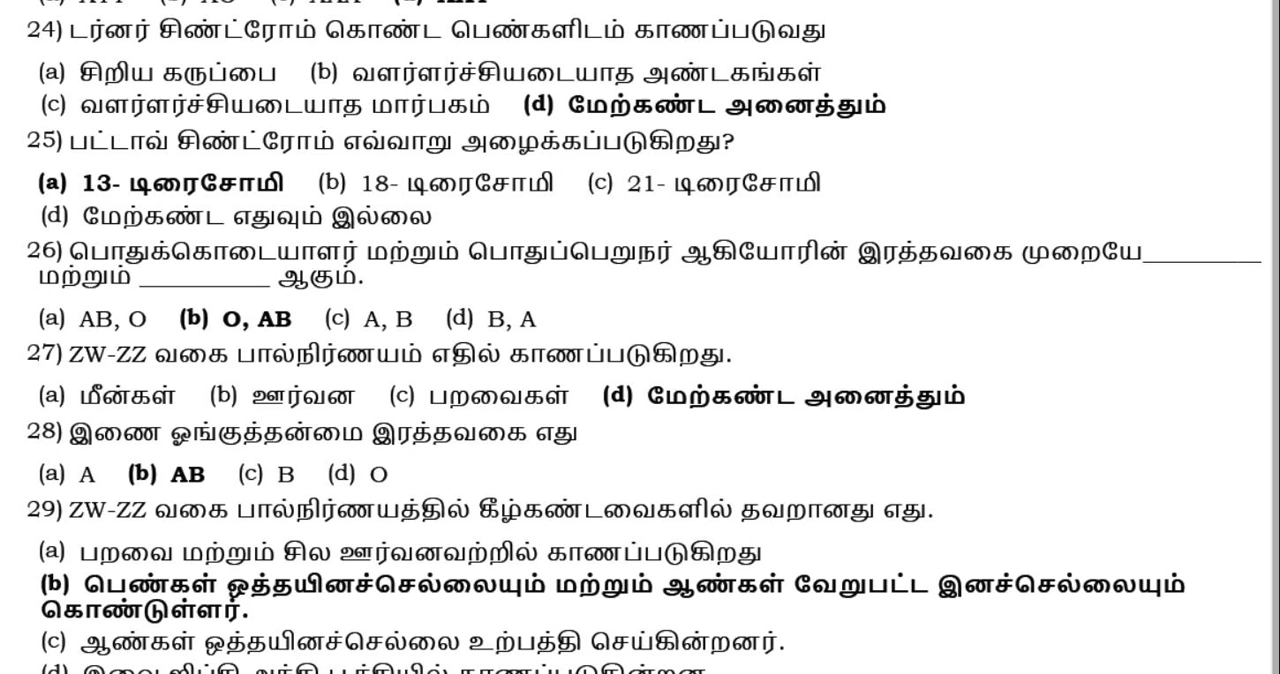 24) டர்னர் சிண்ட்ரோம் கொண்ட பெண்களிடம் காணப்படுவது
(a) சிறிய கருப்பை (b) வளர்ளர்ச்சியடையாத அண்டகங்கள்
(c) வளர்ளர்ச்சியடையாத மார்பகம் (d) மேற்கண்ட அனைத்தும்
25) பட்டாவ் சிண்ட்ரோம் எவ்வாறு அழைக்கப்படுகிறது?
(a) 13- டிரைசோமி (b) 18- டிரைசோமி (c) 21- டிரைசோமி
(d) மேற்கண்ட எதுவும் இல்லை
26) பொதுக்கொடையாளர் மற்றும் பொதுப்பெறுநர் ஆகியோரின் இரத்தவகை முறையே__________
மற்றும் ___________ ஆகும்.
(a) AB, O (b) O, AB (c) A, B (d) B, A
27) ZW-ZZ வகை பால்நிர்ணயம் எதில் காணப்படுகிறது.
(a) மீன்கள் (b) ஊர்வன (c) பறவைகள் (d) மேற்கண்ட அனைத்தும்
28) இணை ஓங்குத்தன்மை இரத்தவகை எது
(a) A (b) AB (c) B (d) O
29) ZW-ZZ வகை பால்நிர்ணயத்தில் கீழ்கண்டவைகளில் தவறானது எது.
(a) பறவை மற்றும் சில ஊர்வனவற்றில் காணப்படுகிறது
(b) பெண்கள் ஒத்தயினச்செல்லையும் மற்றும் ஆண்கள் வேறுபட்ட இனச்செல்லையும்
கொண்டுள்ளர்.
(c) ஆண்கள் ஒத்தயினச்செல்லை உற்பத்தி செய்கின்றனர்.